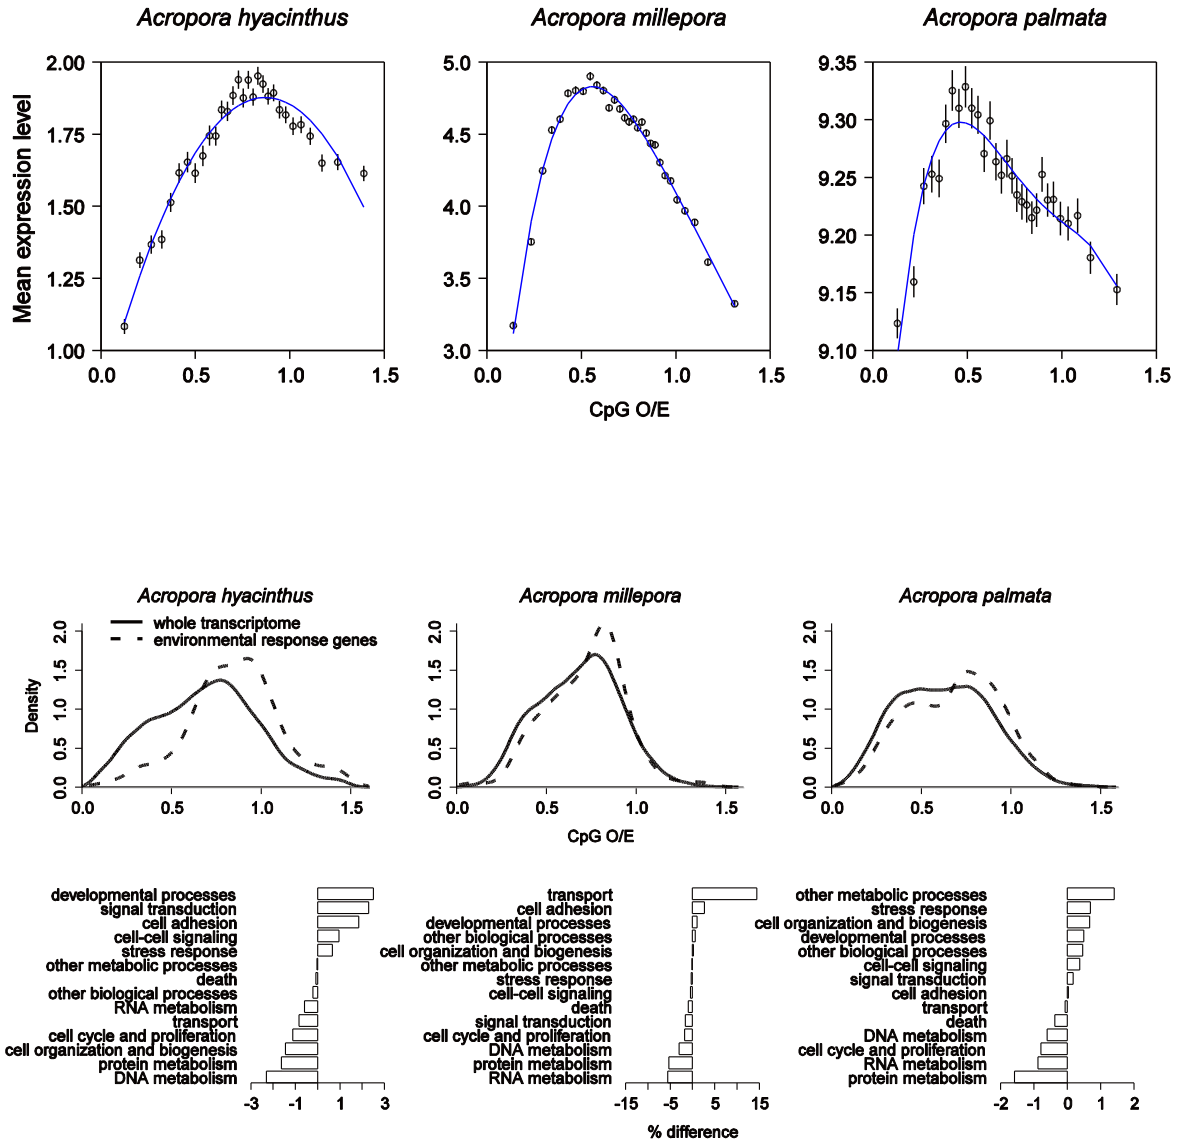 Acropora hyacinthus Acropora millepora Acropora palmata
Mean expression level
2.00
1.75
1.50
1.25
1.00
0.0 0.5 1.0 1.5
5.0
4.5
4.0
3.5
3.0
0.0 0.5 1.0 1.5
9.35
9.30
9.25
9.20
9.15
9.10
0.0 0.5 1.0 1.5
CpG O/E
Acropora hyacinthus Acropora millepora Acropora palmata
whole transcriptome
environmental response genes
Density
2.0
1.5
1.0
0.5
0.0
0.0 0.5 1.0 1.5
2.0
1.5
1.0
0.5
0.0
0.0 0.5 1.0 1.5
2.0
1.5
1.0
0.5
0.0
0.0 0.5 1.0 1.5
CpG O/E
developmental processes
signal transduction
cell adhesion
cell-cell signaling
stress response
other metabolic processes
death
other biological processes
RNA metabolism
transport
cell cycle and proliferation
cell organization and biogenesis
protein metabolism
DNA metabolism
-3 -1 1 3
transport
cell adhesion
developmental processes
other biological processes
cell organization and biogenesis
other metabolic processes
stress response
cell-cell signaling
death
signal transduction
cell cycle and proliferation
DNA metabolism
protein metabolism
RNA metabolism
-15 -5 5 15
other metabolic processes
stress response
cell organization and biogenesis
developmental processes
other biological processes
cell-cell signaling
signal transduction
cell adhesion
transport
death
DNA metabolism
cell cycle and proliferation
RNA metabolism
protein metabolism
-2 -1 0 1 2
% difference